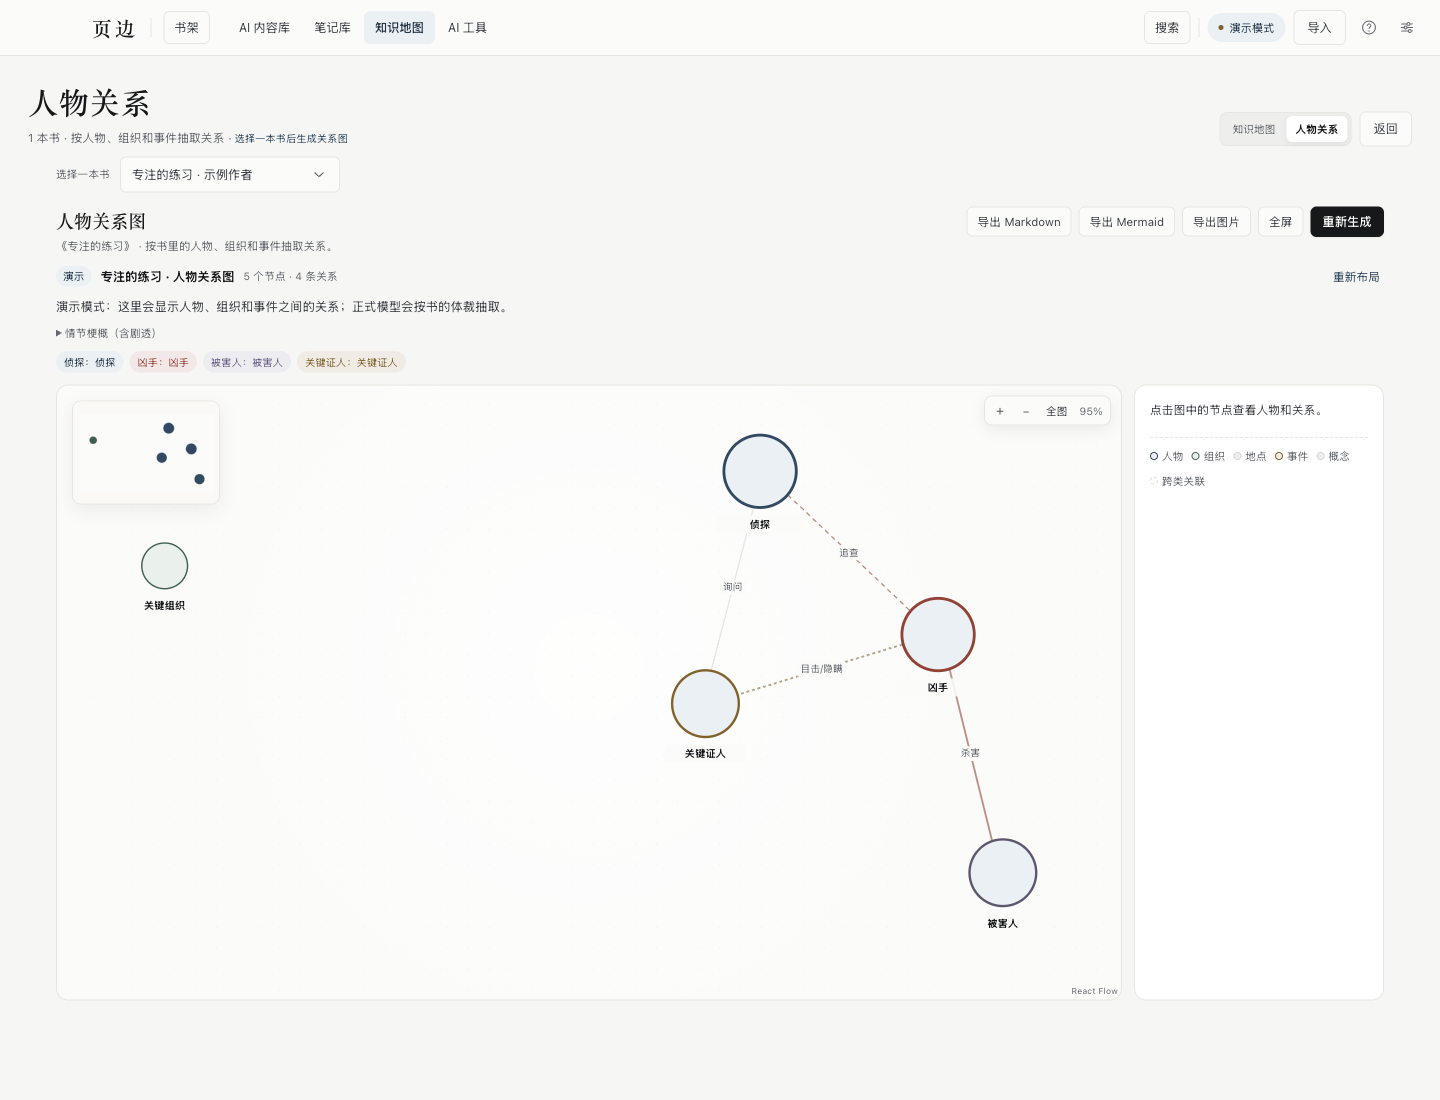 页边 书架 AI 内容库 笔记库 知识地图 AI 工具 搜索 演示模式 导入
人物关系
1 本书 · 按人物、组织和事件抽取关系 · 选择一本书后生成关系图
知识地图 人物关系 返回
选择一本书 专注的练习 · 示例作者
人物关系图
导出 Markdown 导出 Mermaid 导出图片 全屏 重新生成
《专注的练习》 · 按书里的人物、组织和事件抽取关系。
演示 专注的练习 · 人物关系图 5 个节点 · 4 条关系 重新布局
演示模式：这里会显示人物、组织和事件之间的关系；正式模型会按书的体裁抽取。
情节梗概（含剧透）
侦探：侦探 凶手：凶手 被害人：被害人 关键证人：关键证人
+ − 全图 95%
侦探
追查
询问
关键组织
目击/隐瞒
凶手
关键证人
杀害
被害人
React Flow
点击图中的节点查看人物和关系。
人物 组织 地点 事件 概念
跨类关联